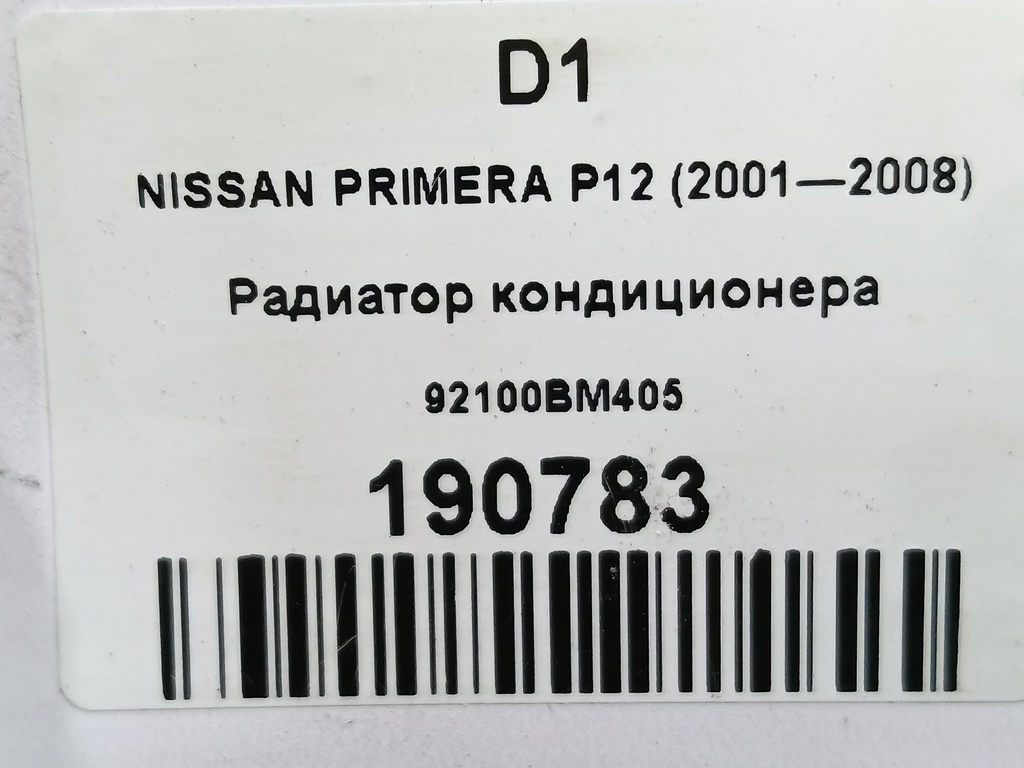 D1
NISSAN PRIMERA P12 (2001—2008)
Радиатор кондиционера
92100BM405
190783